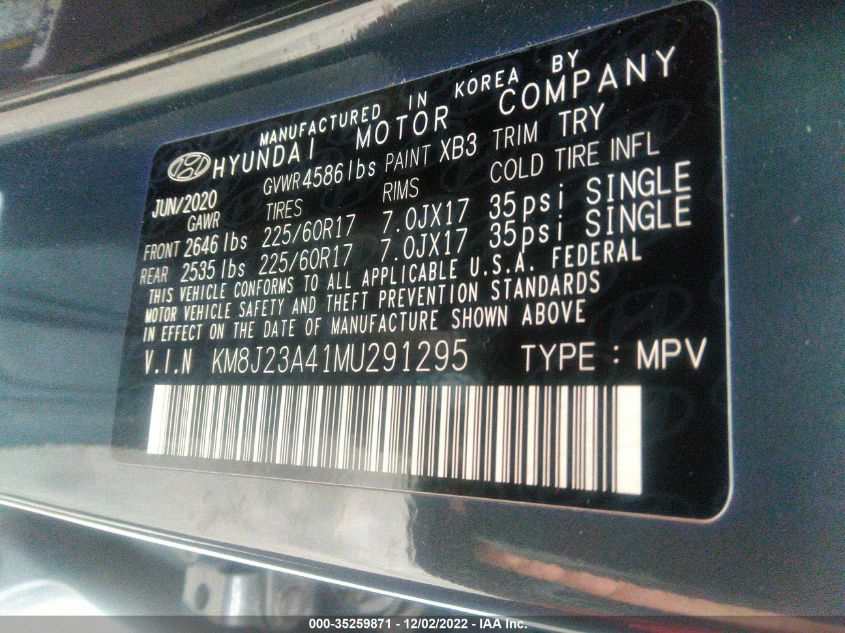 MANUFACTURED IN KOREA BY
HYUNDAI MOTOR COMPANY
JUN/2020 GVWR 4586 lbs PAINT XB3 TRIM TRY
GAWR TIRES RIMS COLD TIRE INFL
FRONT 2646 lbs 225/60R17 7.0JX17 35psi SINGLE
REAR 2535 lbs 225/60R17 7.0JX17 35psi SINGLE
THIS VEHICLE CONFORMS TO ALL APPLICABLE U.S.A. FEDERAL
MOTOR VEHICLE SAFETY AND THEFT PREVENTION STANDARDS
IN EFFECT ON THE DATE OF MANUFACTURE SHOWN ABOVE
V.I.N KM8J23A41MU291295 TYPE : MPV
000-35259871 - 12/02/2022 - IAA Inc.